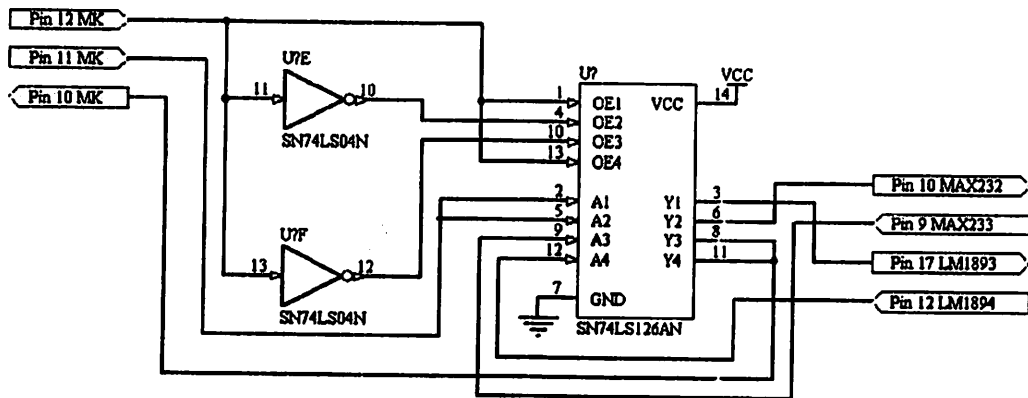 Pin 12 MK
Pin 11 MK
Pin 10 MK
U?E
11
10
SN74LS04N
U?F
13
12
SN74LS04N
U?
VCC
14
1
OE1
VCC
4
OE2
10
OE3
13
OE4
2
A1
Y1
3
5
A2
Y2
6
9
A3
Y3
8
12
A4
Y4
11
7
GND
SN74LS126AN
Pin 10 MAX232
Pin 9 MAX233
Pin 17 LM1893
Pin 12 LM1894